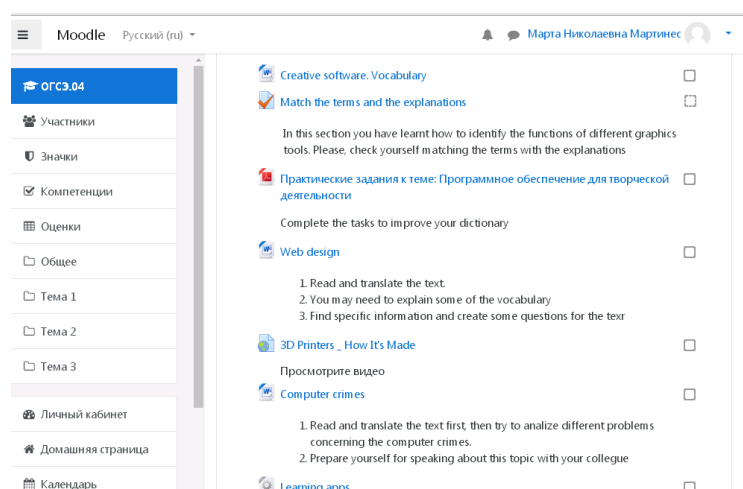 Moodle Русский (ru)
Марта Николаевна Мартинес
ОГСЭ.04
Участники
Значки
Компетенции
Оценки
Общее
Тема 1
Тема 2
Тема 3
Личный кабинет
Домашняя страница
Календарь
Creative software. Vocabulary
Match the terms and the explanations
In this section you have learnt how to identify the functions of different graphics
tools. Please, check yourself matching the terms with the explanations
Практические задания к теме: Программное обеспечение для творческой
деятельности
Complete the tasks to improve your dictionary
Web design
1. Read and translate the text.
2. You may need to explain some of the vocabulary
3. Find specific information and create some questions for the texr
3D Printers _ How It's Made
Просмотрите видео
Computer crimes
1. Read and translate the text first, then try to analize different problems
concerning the computer crimes.
2. Prepare yourself for speaking about this topic with your collegue
Learning apps